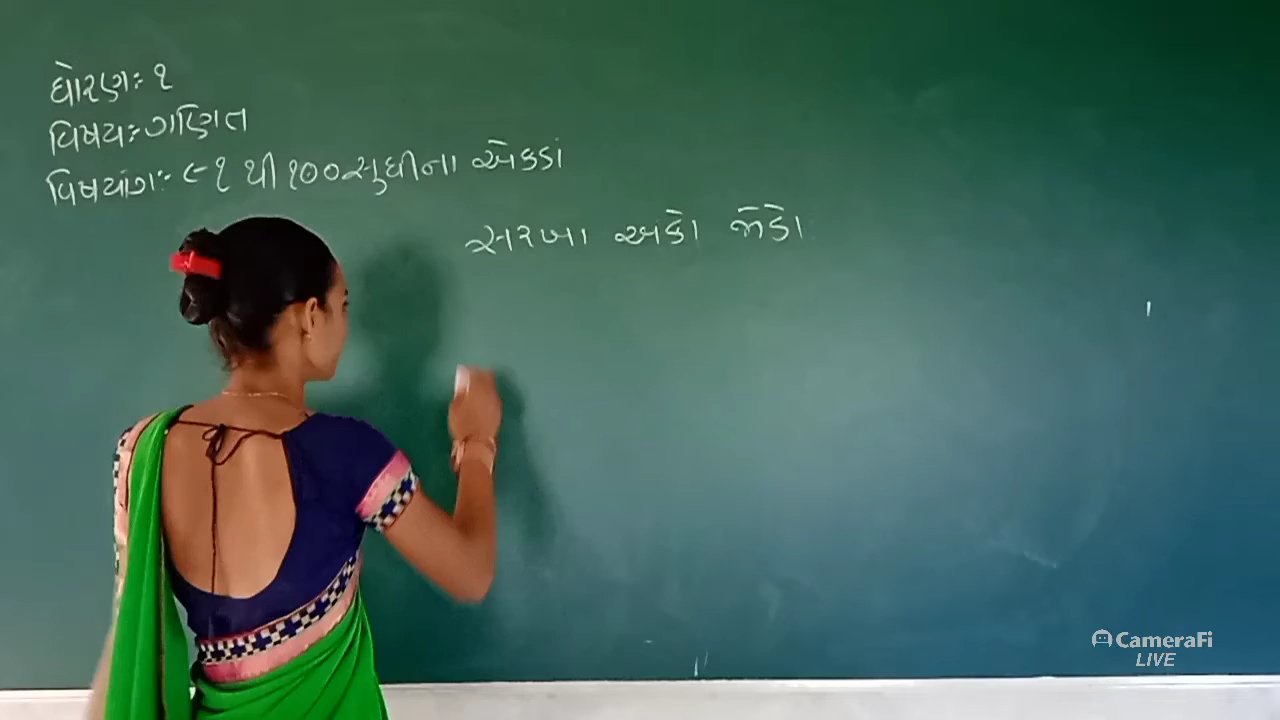 ધોરણ:- ૧
વિષય:- ગણિત
વિષયાંગ:- ૯૧ થી ૧૦૦ સુધીના એકડાં
સરખા અંકો જોડો
CameraFi
LIVE